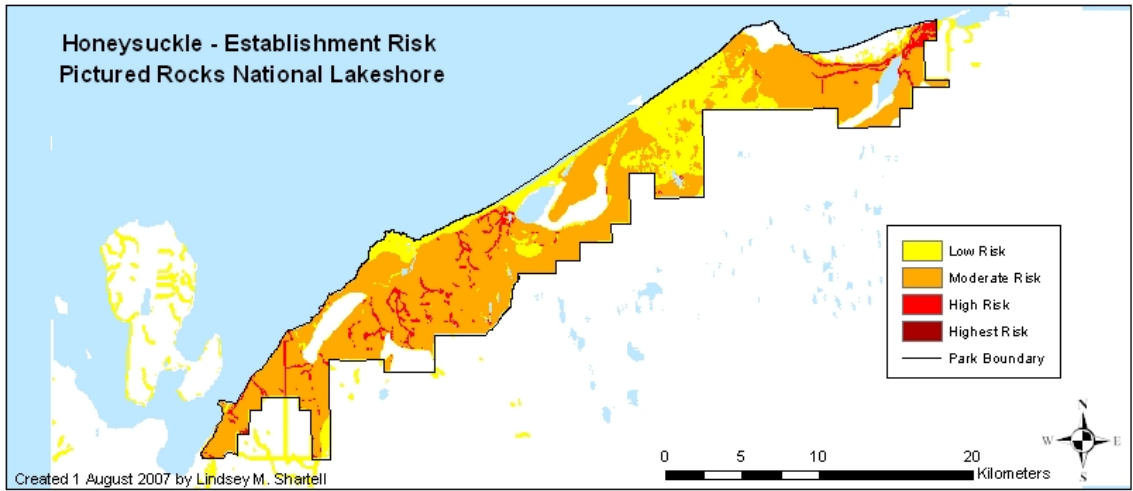 Honeysuckle - Establishment Risk
Pictured Rocks National Lakeshore
Low Risk
Moderate Risk
High Risk
Highest Risk
Park Boundary
N
W E
S
0 5 10 20
Kilometers
Created 1 August 2007 by Lindsey M. Shartell